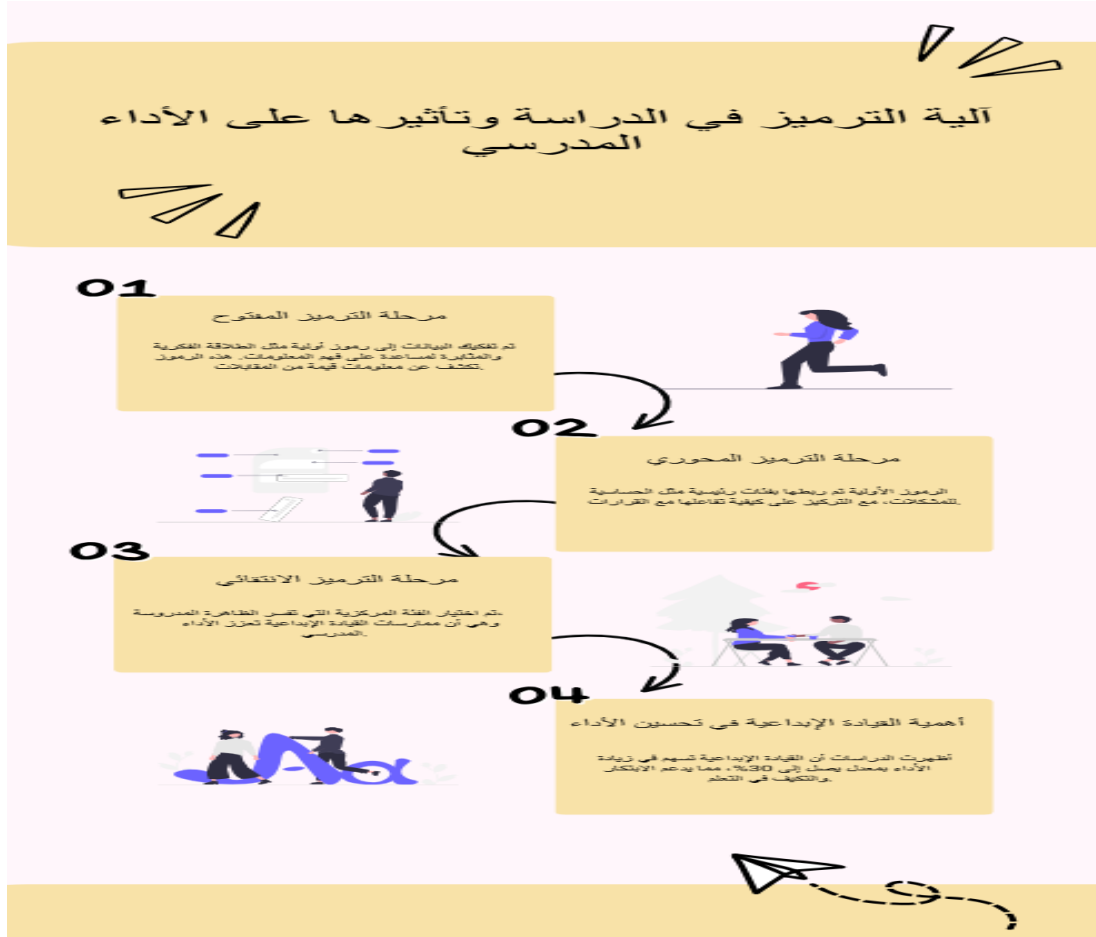 آلية الترميز في الدراسة وتأثيرها على الأداء
المدرسي
01
مرحلة الترميز المفتوح
تم تفكيك البيانات إلى رموز أولية مثل الطلاقة الفكرية
والمثابرة لمساعدة على فهم المعلومات. هذه الرموز
تكشف عن معلومات قيمة من المقابلات.
02
مرحلة الترميز المحوري
الرموز الأولية تم ربطها بفئات رئيسية مثل الحساسية
للمشكلات، مع التركيز على كيفية تفاعلها مع القرارات.
03
مرحلة الترميز الانتقائي
تم اختيار الفئة المركزية التي تفسر الظاهرة المدروسة،
وهي أن ممارسات القيادة الإبداعية تعزز الأداء
المدرسي.
04
أهمية القيادة الإبداعية في تحسين الأداء
أظهرت الدراسات أن القيادة الإبداعية تسهم في زيادة
الأداء بمعدل يصل إلى 30%، مما يدعم الابتكار
والتكيف في التعلم.